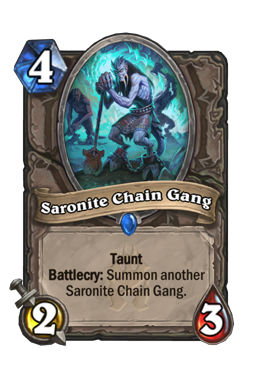 4
Saronite Chain Gang
Taunt
Battlecry: Summon another
Saronite Chain Gang.
2
3